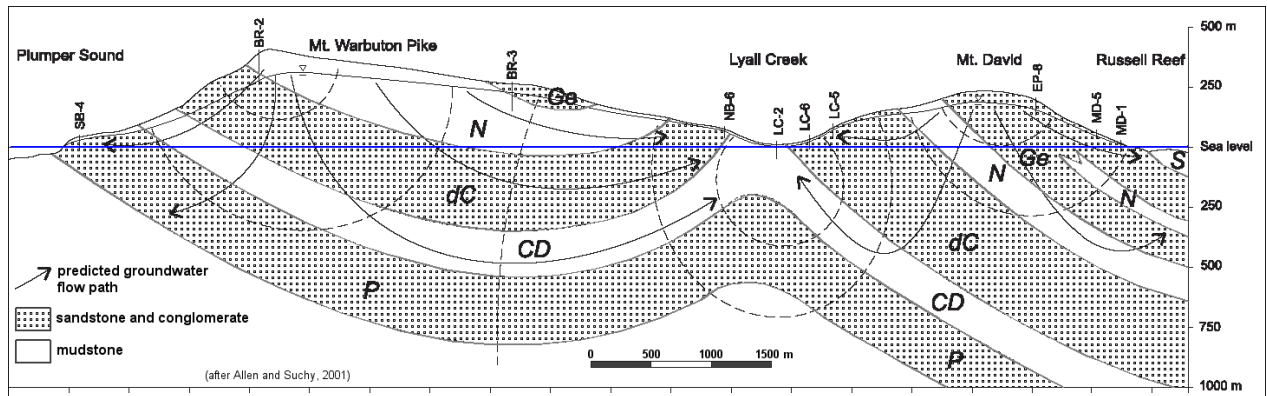 500 m
Plumper Sound
BR-2
Mt. Warbuton Pike
BR-3
Lyall Creek
Mt. David
EP-8
Russell Reef
250
Ge
SB-4
NB-6
LC-2
LC-6
LC-5
MD-5
MD-1
N
Sea level
Ge
S
N
N
dC
250
dC
CD
500
P
CD
predicted groundwater
flow path
sandstone and conglomerate
750
mudstone
0 500 1000 1500 m
P
(after Allen and Suchy, 2001)
1000 m